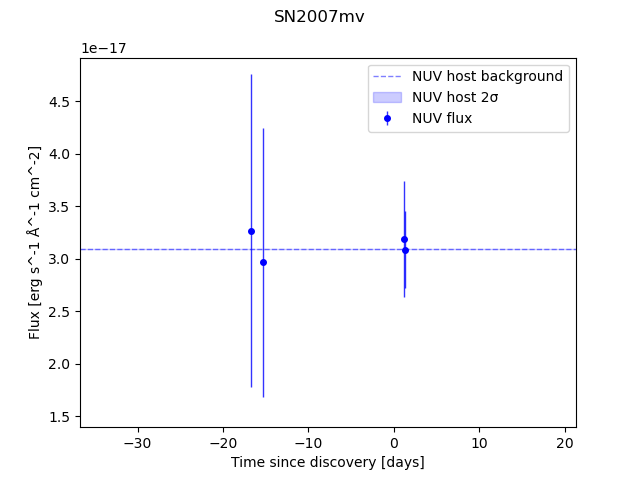 SN2007mv
1e−17
NUV host background
NUV host 2σ
NUV flux
4.5
4.0
3.5
3.0
2.5
2.0
1.5
Flux [erg s^-1 Å^-1 cm^-2]
−30
−20
−10
0
10
20
Time since discovery [days]